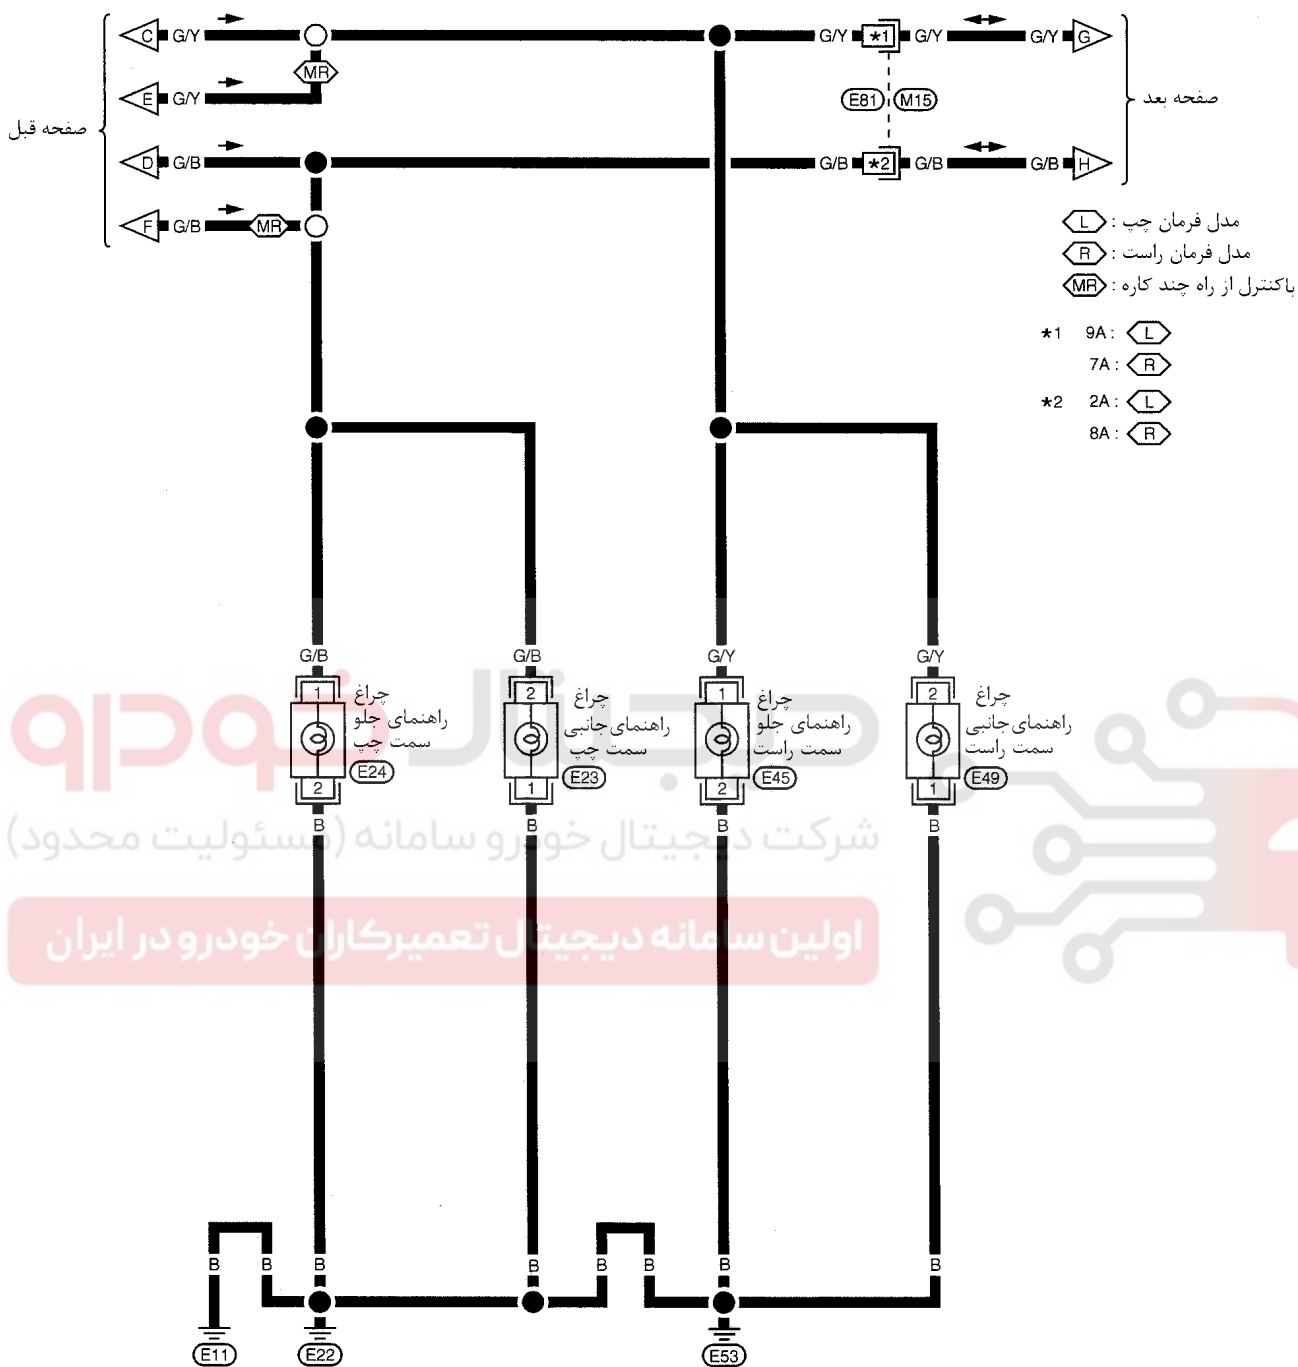 C G/Y G/Y *1 G/Y G/Y G
MR
E G/Y E81 M15 صفحه بعد
صفحه قبل
D G/B G/B *2 G/B G/B H
F G/B MR
L : مدل فرمان چپ
R : مدل فرمان راست
MR : باکنترل از راه چند کاره
*1 9A : L
7A : R
*2 2A : L
8A : R
G/B G/B G/Y G/Y
1 2 1 2
چراغ
راهنمای جلو
سمت چپ
E24
چراغ
راهنمای جانبی
سمت چپ
E23
چراغ
راهنمای جلو
سمت راست
E45
چراغ
راهنمای جانبی
سمت راست
E49
2 1 2 1
B B B B
دیجیتال خودرو
شرکت دیجیتال خودرو سامانه (مسئولیت محدود)
اولین سامانه دیجیتال تعمیرکاران خودرو در ایران
B B B B B B B B
E11 E22 E53